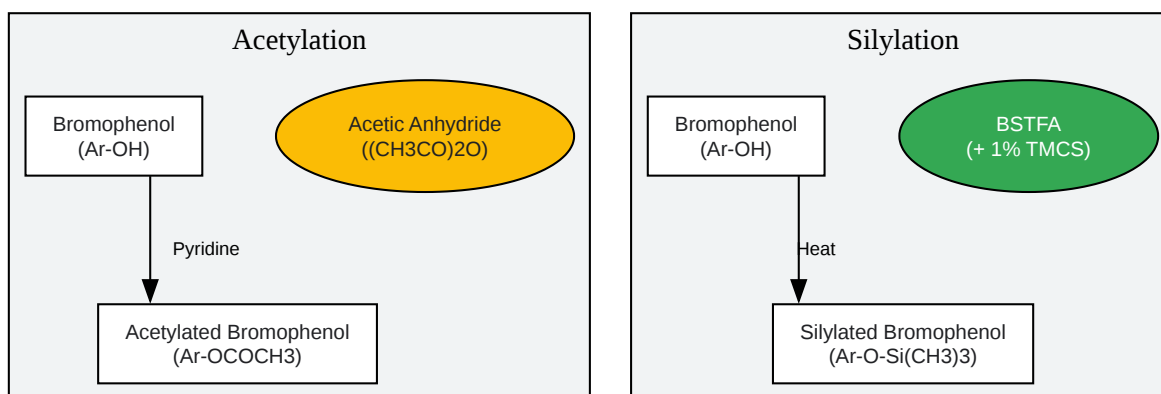 Acetylation
Bromophenol
(Ar-OH)
Acetic Anhydride
((CH3CO)2O)
Pyridine
Acetylated Bromophenol
(Ar-OCOCH3)
Silylation
Bromophenol
(Ar-OH)
BSTFA
(+ 1% TMCS)
Heat
Silylated Bromophenol
(Ar-O-Si(CH3)3)